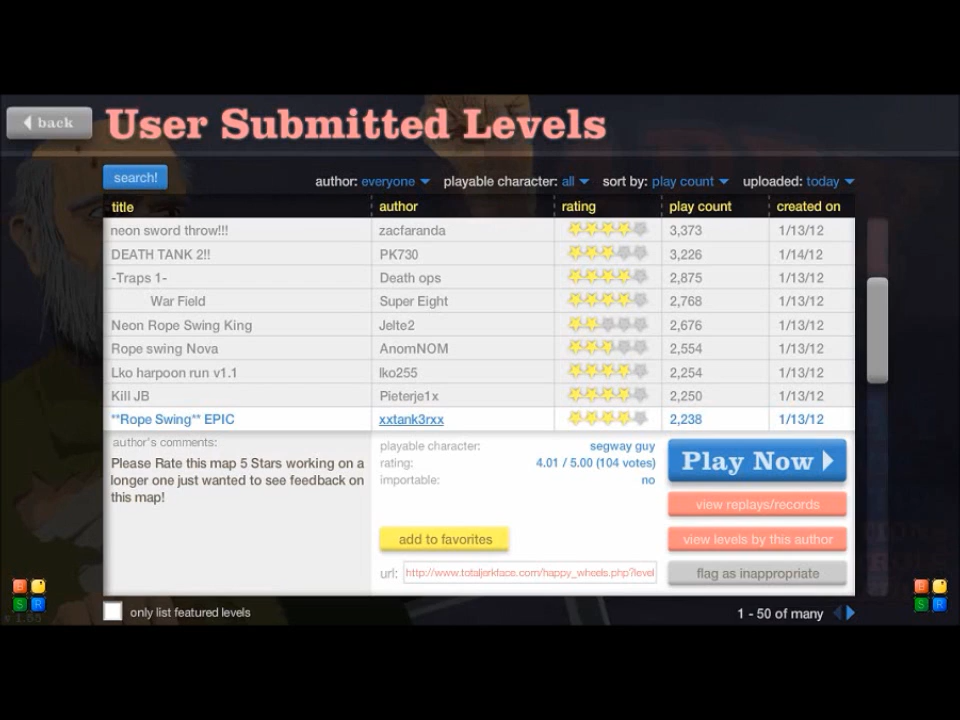 back
User Submitted Levels
search!
author: everyone playable character: all sort by: play count uploaded: today
title author rating play count created on
neon sword throw!!! zacfaranda 3,373 1/13/12
DEATH TANK 2!! PK730 3,226 1/14/12
-Traps 1- Death ops 2,875 1/13/12
War Field Super Eight 2,768 1/13/12
Neon Rope Swing King Jelte2 2,676 1/13/12
Rope swing Nova AnomNOM 2,554 1/13/12
Lko harpoon run v1.1 lko255 2,254 1/13/12
Kill JB Pieterje1x 2,250 1/13/12
**Rope Swing** EPIC xxtank3rxx 2,238 1/13/12
author's comments:
Please Rate this map 5 Stars working on a
longer one just wanted to see feedback on
this map!
playable character: segway guy
rating: 4.01 / 5.00 (104 votes)
importable: no
add to favorites
url: http://www.totaljerkface.com/happy_wheels.php?level
Play Now
view replays/records
view levels by this author
flag as inappropriate
only list featured levels
1 - 50 of many
B
S R
B
S R